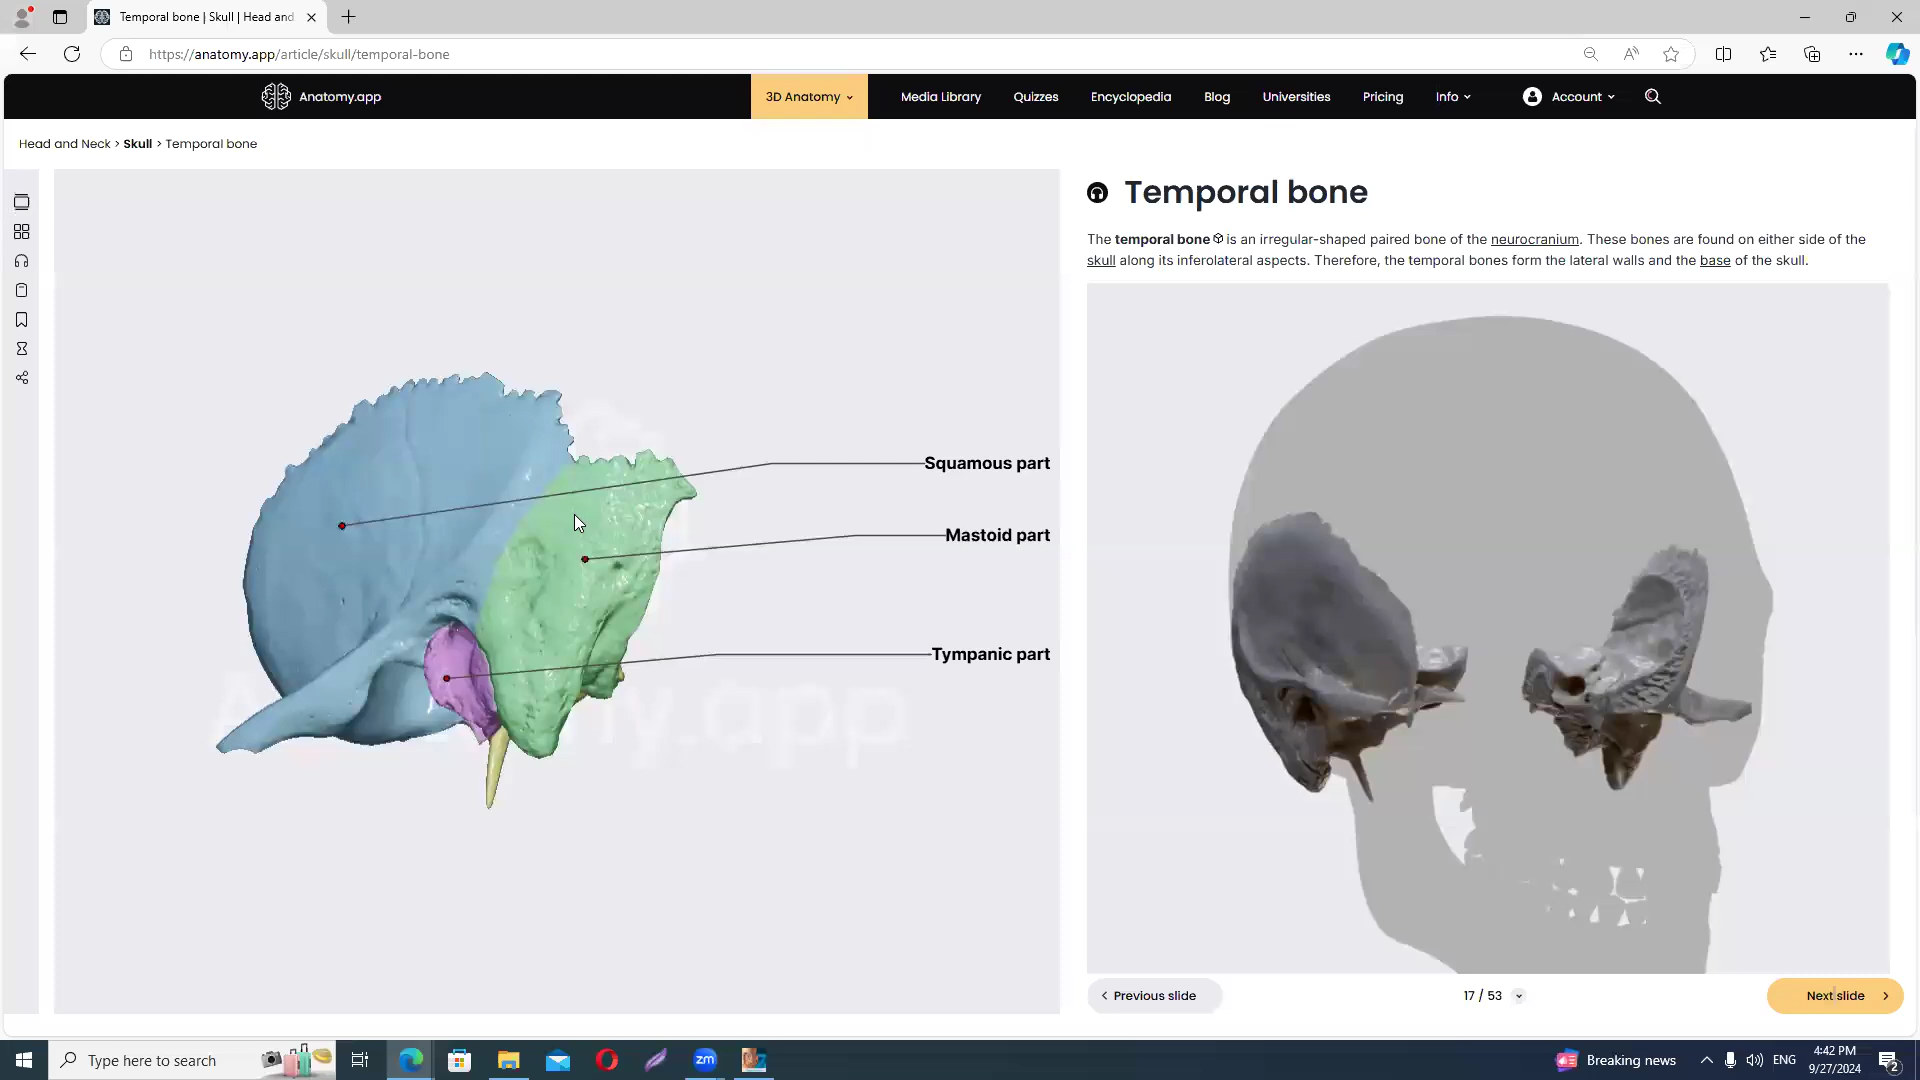 Temporal bone | Skull | Head and
https://anatomy.app/article/skull/temporal-bone
Anatomy.app
3D Anatomy
Media Library
Quizzes
Encyclopedia
Blog
Universities
Pricing
Info
Account
Head and Neck > Skull > Temporal bone
Squamous part
Mastoid part
Tympanic part
Temporal bone
The temporal bone is an irregular-shaped paired bone of the neurocranium. These bones are found on either side of the
skull along its inferolateral aspects. Therefore, the temporal bones form the lateral walls and the base of the skull.
Previous slide
17 / 53
Next slide
Type here to search
zm
Breaking news
ENG
4:42 PM
9/27/2024
2